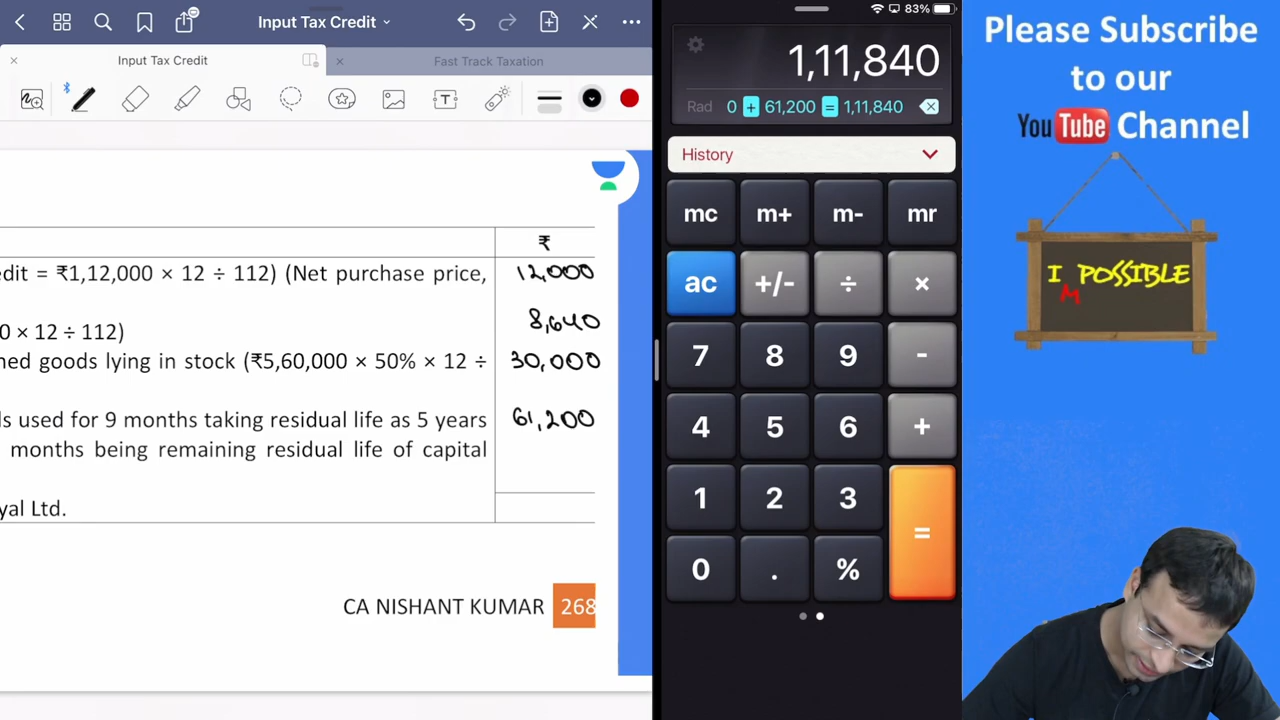 Input Tax Credit
Input Tax Credit
Fast Track Taxation
T
₹
edit = ₹1,12,000 × 12 ÷ 112) (Net purchase price,
12,000
0 × 12 ÷ 112)
8,640
ned goods lying in stock (₹5,60,000 × 50% × 12 ÷
30,000
ls used for 9 months taking residual life as 5 years
61,200
months being remaining residual life of capital
yal Ltd.
CA NISHANT KUMAR 268
83%
1,11,840
Rad 0 + 61,200 = 1,11,840
History
mc m+ m- mr
ac +/- ÷ ×
7 8 9 -
4 5 6 +
1 2 3 =
0 . %
Please Subscribe
to our
YouTube Channel
I POSSIBLE
M